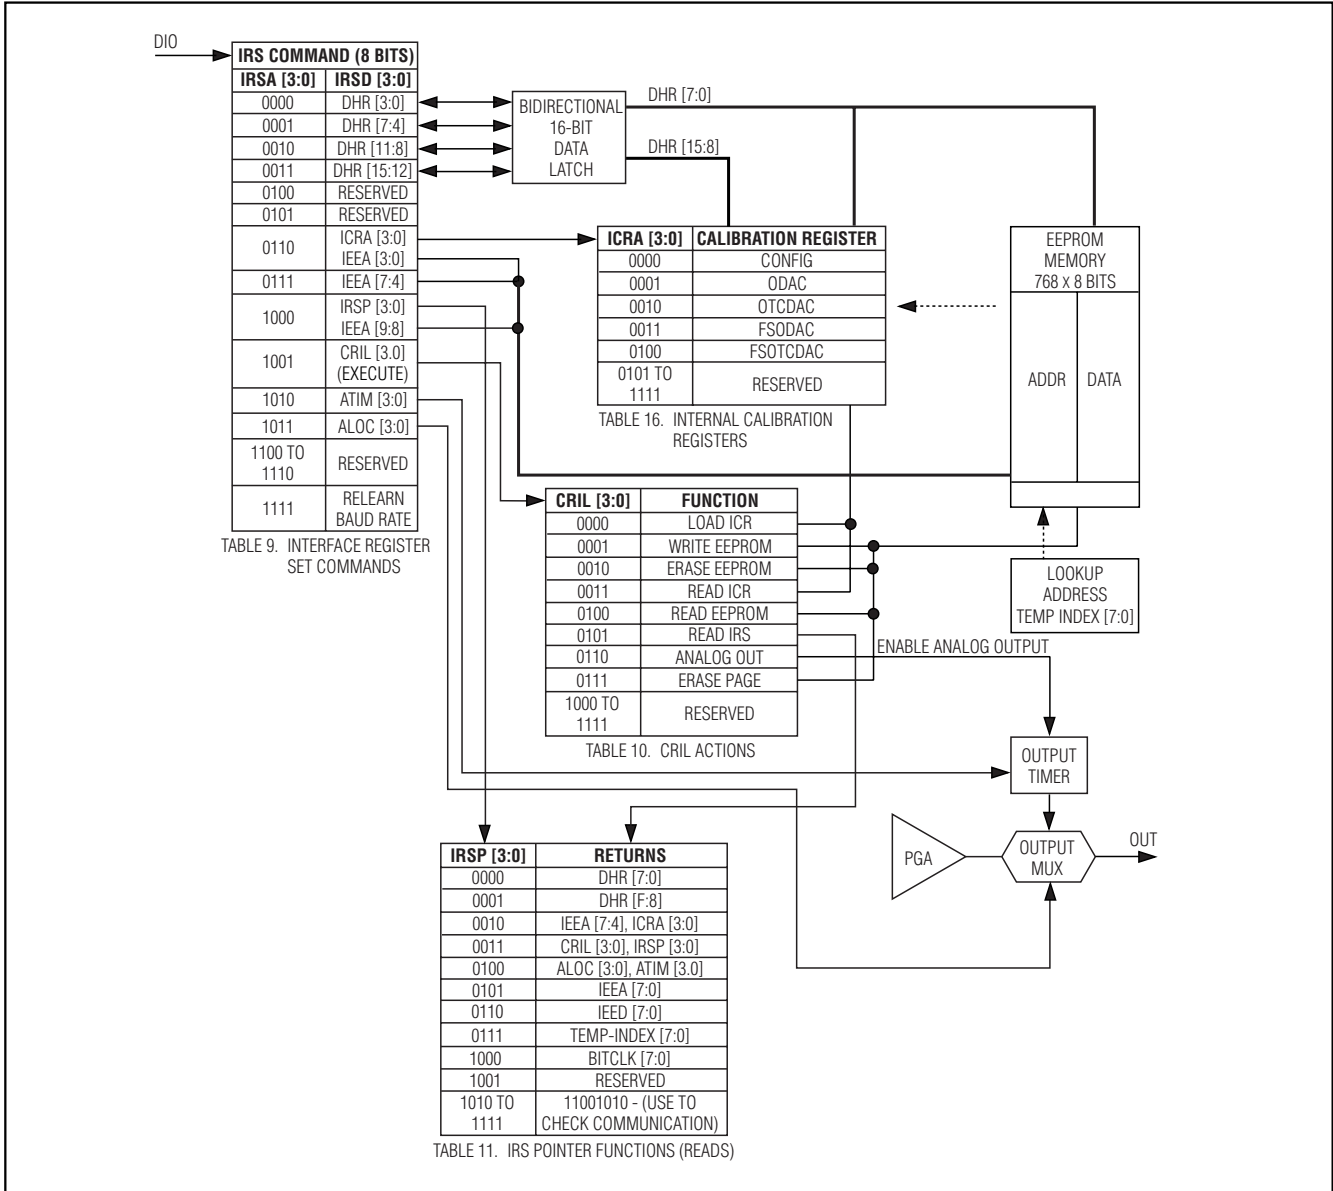 DIO
IRS COMMAND (8 BITS)
IRSA [3:0] IRSD [3:0]
0000 DHR [3:0]
0001 DHR [7:4]
0010 DHR [11:8]
0011 DHR [15:12]
0100 RESERVED
0101 RESERVED
0110 ICRA [3:0]
IEEA [3:0]
0111 IEEA [7:4]
1000 IRSP [3:0]
IEEA [9:8]
1001 CRIL [3.0]
(EXECUTE)
1010 ATIM [3:0]
1011 ALOC [3:0]
1100 TO
1110 RESERVED
1111 RELEARN
BAUD RATE
TABLE 9. INTERFACE REGISTER
SET COMMANDS
BIDIRECTIONAL
16-BIT
DATA
LATCH
DHR [7:0]
DHR [15:8]
ICRA [3:0] CALIBRATION REGISTER
0000 CONFIG
0001 ODAC
0010 OTCDAC
0011 FSODAC
0100 FSOTCDAC
0101 TO
1111 RESERVED
TABLE 16. INTERNAL CALIBRATION
REGISTERS
EEPROM
MEMORY
768 X 8 BITS
ADDR DATA
LOOKUP
ADDRESS
TEMP INDEX [7:0]
CRIL [3:0] FUNCTION
0000 LOAD ICR
0001 WRITE EEPROM
0010 ERASE EEPROM
0011 READ ICR
0100 READ EEPROM
0101 READ IRS
0110 ANALOG OUT
0111 ERASE PAGE
1000 TO
1111 RESERVED
TABLE 10. CRIL ACTIONS
ENABLE ANALOG OUTPUT
OUTPUT
TIMER
PGA
OUTPUT
MUX
OUT
IRSP [3:0] RETURNS
0000 DHR [7:0]
0001 DHR [F:8]
0010 IEEA [7:4], ICRA [3:0]
0011 CRIL [3:0], IRSP [3:0]
0100 ALOC [3:0], ATIM [3.0]
0101 IEEA [7:0]
0110 IEED [7:0]
0111 TEMP-INDEX [7:0]
1000 BITCLK [7:0]
1001 RESERVED
1010 TO 11001010 - (USE TO
1111 CHECK COMMUNICATION)
TABLE 11. IRS POINTER FUNCTIONS (READS)